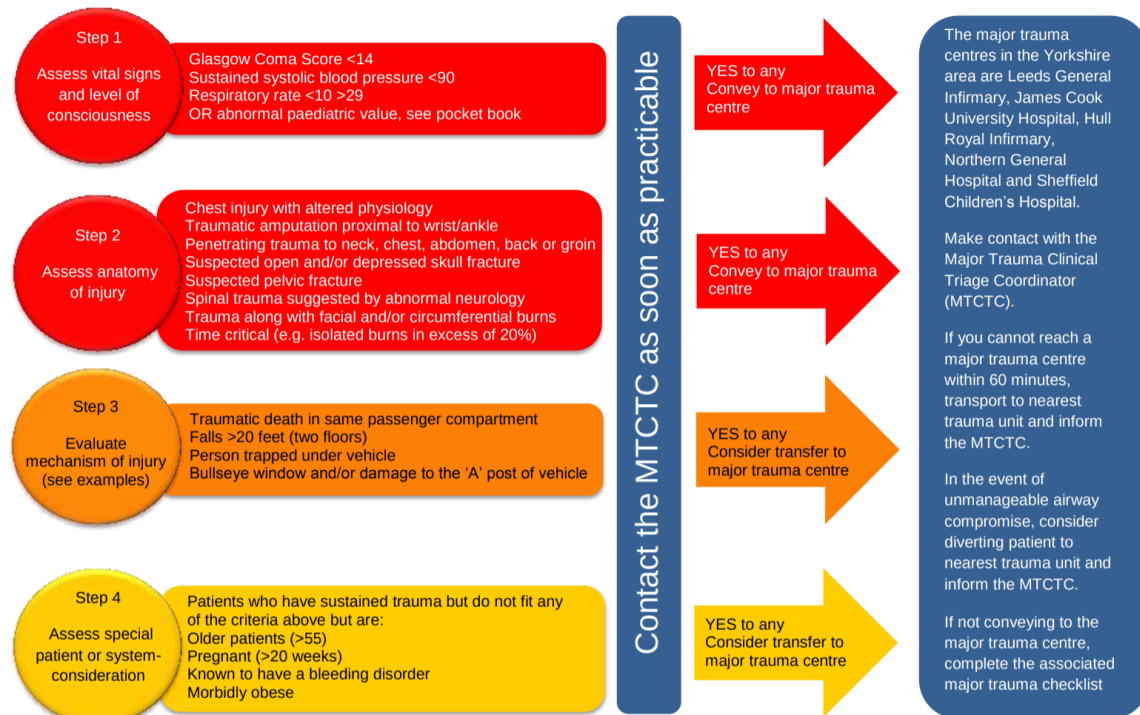 Step 1
Assess vital signs
and level of
consciousness
Glasgow Coma Score <14
Sustained systolic blood pressure <90
Respiratory rate <10 >29
OR abnormal paediatric value, see pocket book
YES to any
Convey to major trauma
centre
Step 2
Assess anatomy
of injury
Chest injury with altered physiology
Traumatic amputation proximal to wrist/ankle
Penetrating trauma to neck, chest, abdomen, back or groin
Suspected open and/or depressed skull fracture
Suspected pelvic fracture
Spinal trauma suggested by abnormal neurology
Trauma along with facial and/or circumferential burns
Time critical (e.g. isolated burns in excess of 20%)
YES to any
Convey to major trauma
centre
Step 3
Evaluate
mechanism of injury
(see examples)
Traumatic death in same passenger compartment
Falls >20 feet (two floors)
Person trapped under vehicle
Bullseye window and/or damage to the ‘A’ post of vehicle
YES to any
Consider transfer to
major trauma centre
Step 4
Assess special
patient or system-
consideration
Patients who have sustained trauma but do not fit any
of the criteria above but are:
Older patients (>55)
Pregnant (>20 weeks)
Known to have a bleeding disorder
Morbidly obese
YES to any
Consider transfer to
major trauma centre
Contact the MTCTC as soon as practicable
The major trauma
centres in the Yorkshire
area are Leeds General
Infirmary, James Cook
University Hospital, Hull
Royal Infirmary,
Northern General
Hospital and Sheffield
Children’s Hospital.
Make contact with the
Major Trauma Clinical
Triage Coordinator
(MTCTC).
If you cannot reach a
major trauma centre
within 60 minutes,
transport to nearest
trauma unit and inform
the MTCTC.
In the event of
unmanageable airway
compromise, consider
diverting patient to
nearest trauma unit and
inform the MTCTC.
If not conveying to the
major trauma centre,
complete the associated
major trauma checklist